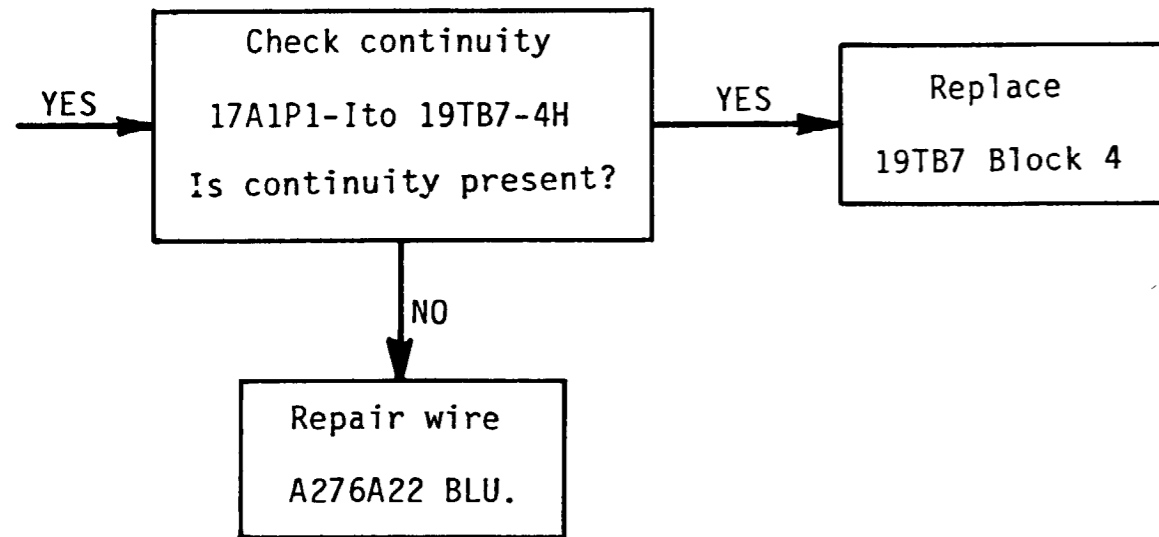 YES
Check continuity
17A1P1-Ito 19TB7-4H
Is continuity present?
YES
Replace
19TB7 Block 4
NO
Repair wire
A276A22 BLU.